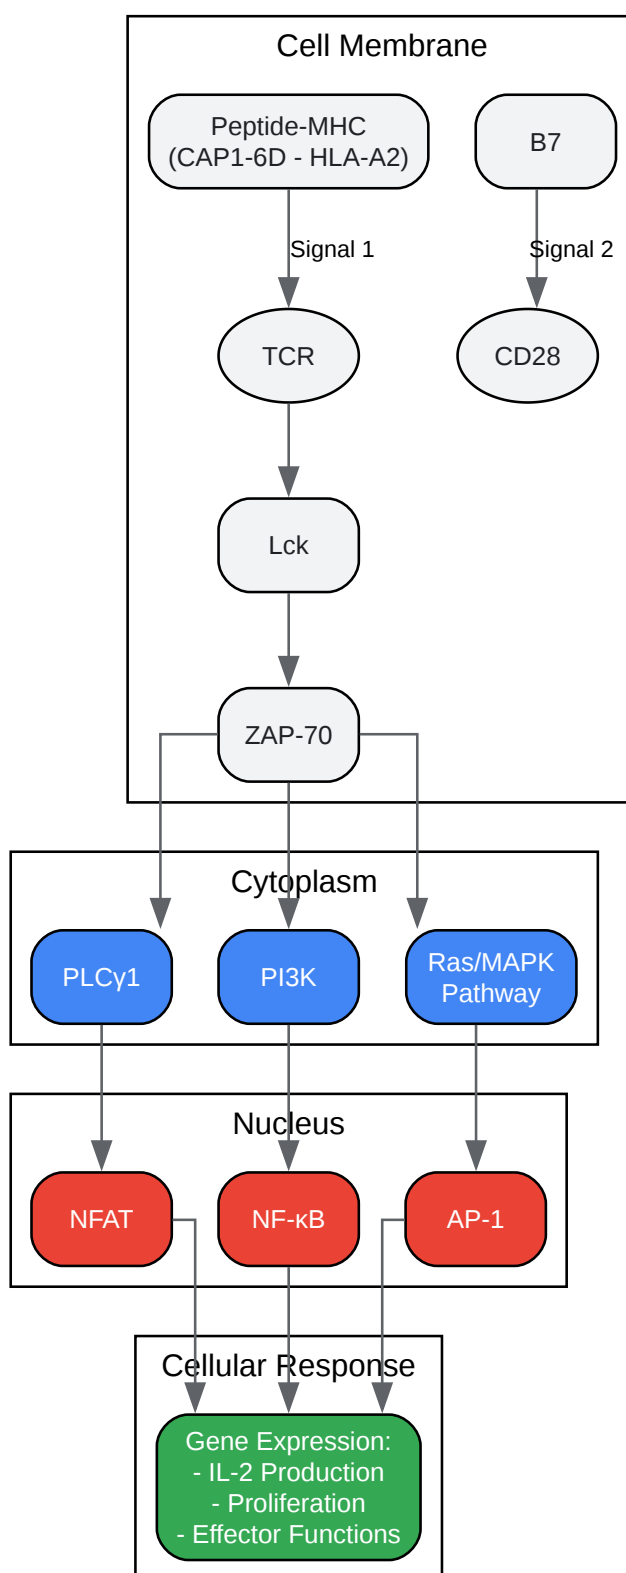 Cell Membrane
Peptide-MHC
(CAP1-6D - HLA-A2)
B7
Signal 1
Signal 2
TCR
CD28
Lck
ZAP-70
Cytoplasm
PLCγ1
PI3K
Ras/MAPK
Pathway
Nucleus
NFAT
NF-κB
AP-1
Cellular Response
Gene Expression:
- IL-2 Production
- Proliferation
- Effector Functions